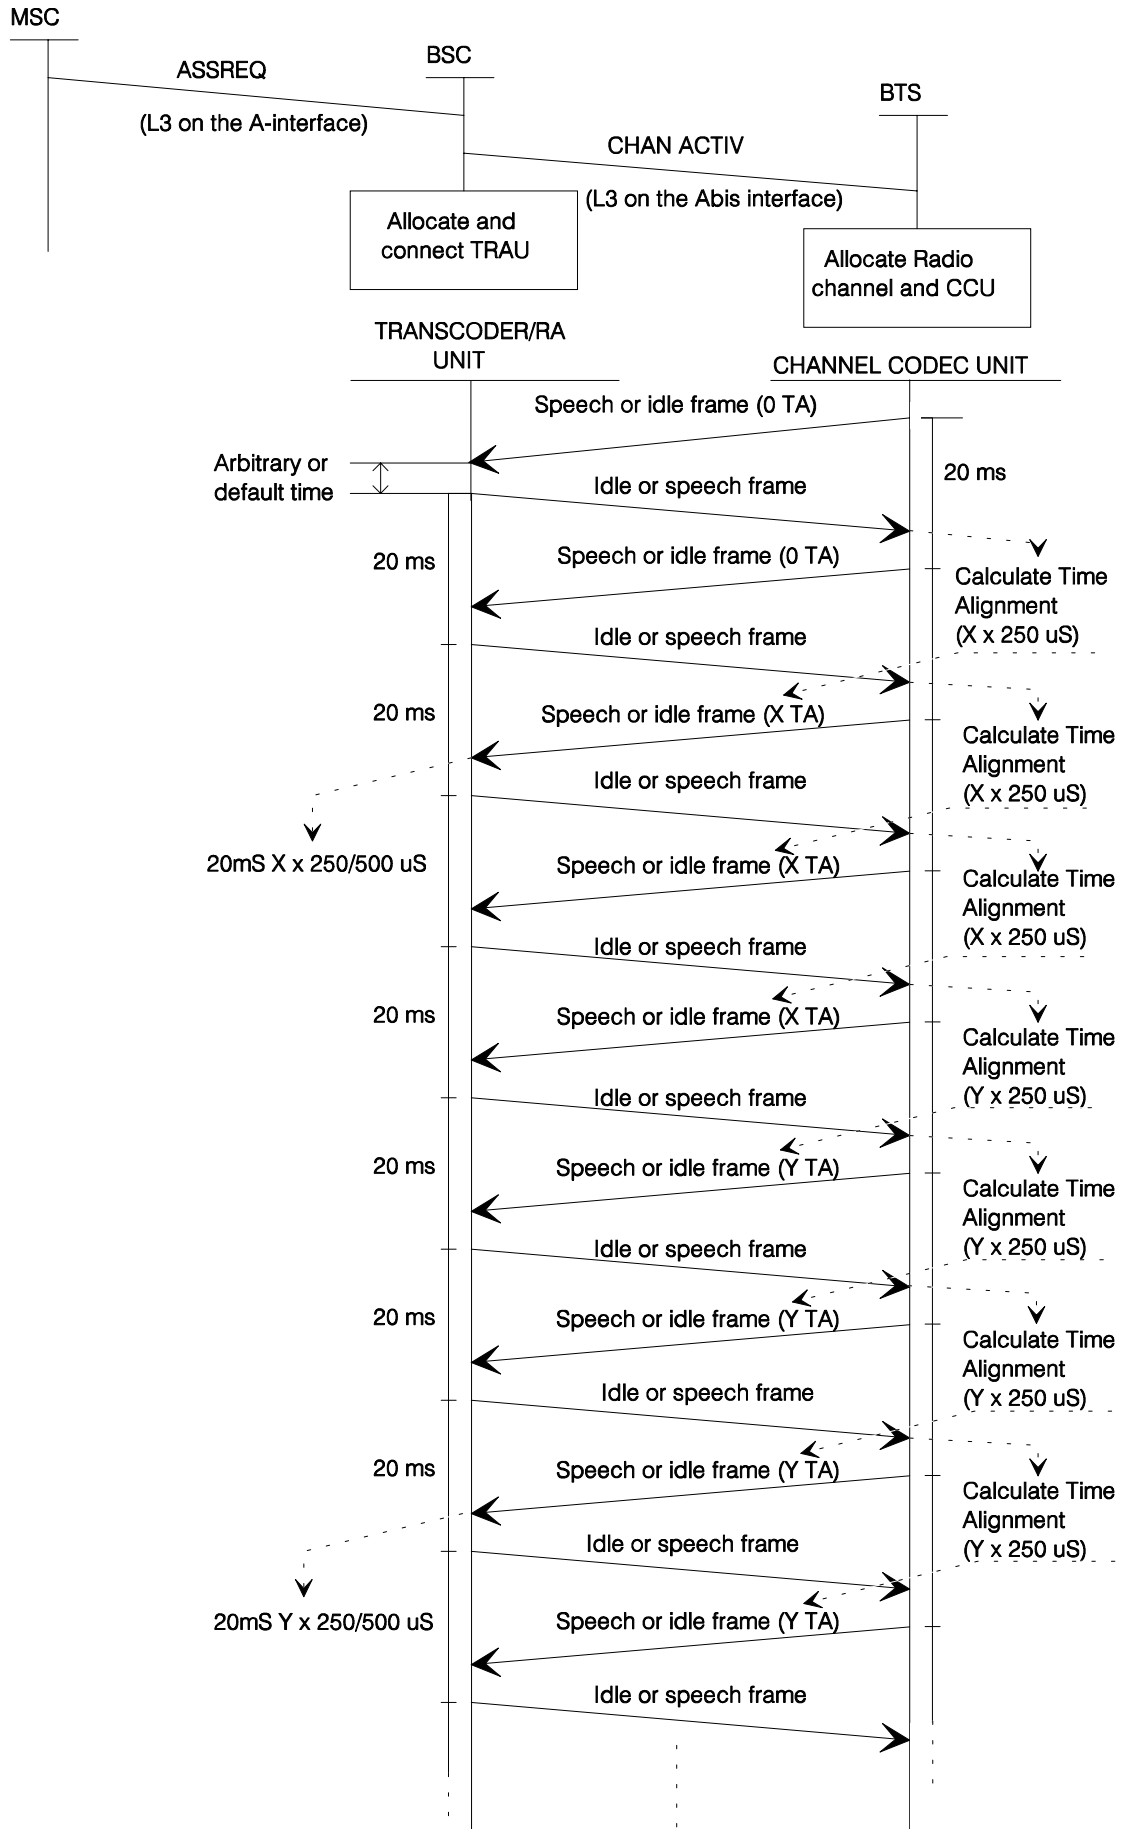 MSC
BSC
ASSREQ
BTS
(L3 on the A-interface)
CHAN ACTIV
(L3 on the Abis interface)
Allocate and
connect TRAU
Allocate Radio
channel and CCU
TRANSCODER/RA
UNIT
CHANNEL CODEC UNIT
Speech or idle frame (0 TA)
Arbitrary or
default time
20 ms
Idle or speech frame
20 ms
Speech or idle frame (0 TA)
Calculate Time
Alignment
(X x 250 uS)
Idle or speech frame
20 ms
Speech or idle frame (X TA)
Calculate Time
Alignment
(X x 250 uS)
Idle or speech frame
20mS X x 250/500 uS
Speech or idle frame (X TA)
Calculate Time
Alignment
(X x 250 uS)
Idle or speech frame
20 ms
Speech or idle frame (X TA)
Calculate Time
Alignment
(Y x 250 uS)
Idle or speech frame
20 ms
Speech or idle frame (Y TA)
Calculate Time
Alignment
(Y x 250 uS)
Idle or speech frame
20 ms
Speech or idle frame (Y TA)
Calculate Time
Alignment
(Y x 250 uS)
Idle or speech frame
20 ms
Speech or idle frame (Y TA)
Calculate Time
Alignment
(Y x 250 uS)
Idle or speech frame
20mS Y x 250/500 uS
Speech or idle frame (Y TA)
Idle or speech frame